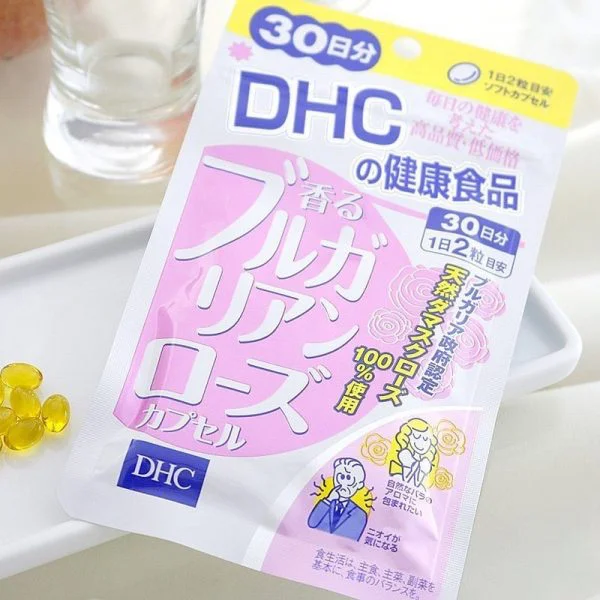 30日分
1日2粒目安
ソフトカプセル
DHC
毎日の健康を
考えた
高品質・低価格
の健康食品
30日分
1日2粒目安
香る
ブルガ
リアン
ローズ
カプセル
ブルガリア政府認定
天然ダマスクローズ
100%使用
DHC
自然なバラの
アロマに
包まれたい
ニオイが
気になる
食生活は、主食、主菜、副菜を
基本に、食事のバランスを。